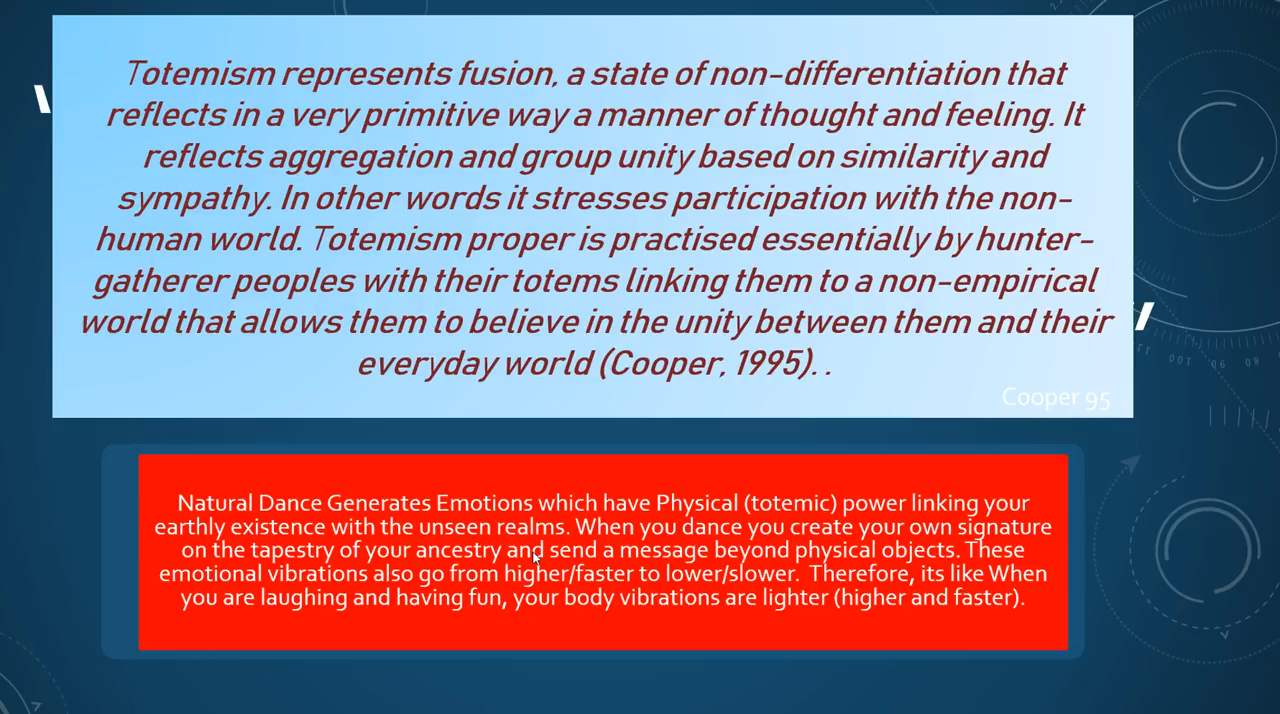 Totemism represents fusion, a state of non-differentiation that
reflects in a very primitive way a manner of thought and feeling. It
reflects aggregation and group unity based on similarity and
sympathy. In other words it stresses participation with the non-
human world. Totemism proper is practised essentially by hunter-
gatherer peoples with their totems linking them to a non-empirical
world that allows them to believe in the unity between them and their
everyday world (Cooper, 1995). .
Cooper 95
Natural Dance Generates Emotions which have Physical (totemic) power linking your
earthly existence with the unseen realms. When you dance you create your own signature
on the tapestry of your ancestry and send a message beyond physical objects. These
emotional vibrations also go from higher/faster to lower/slower.  Therefore, its like When
you are laughing and having fun, your body vibrations are lighter (higher and faster).